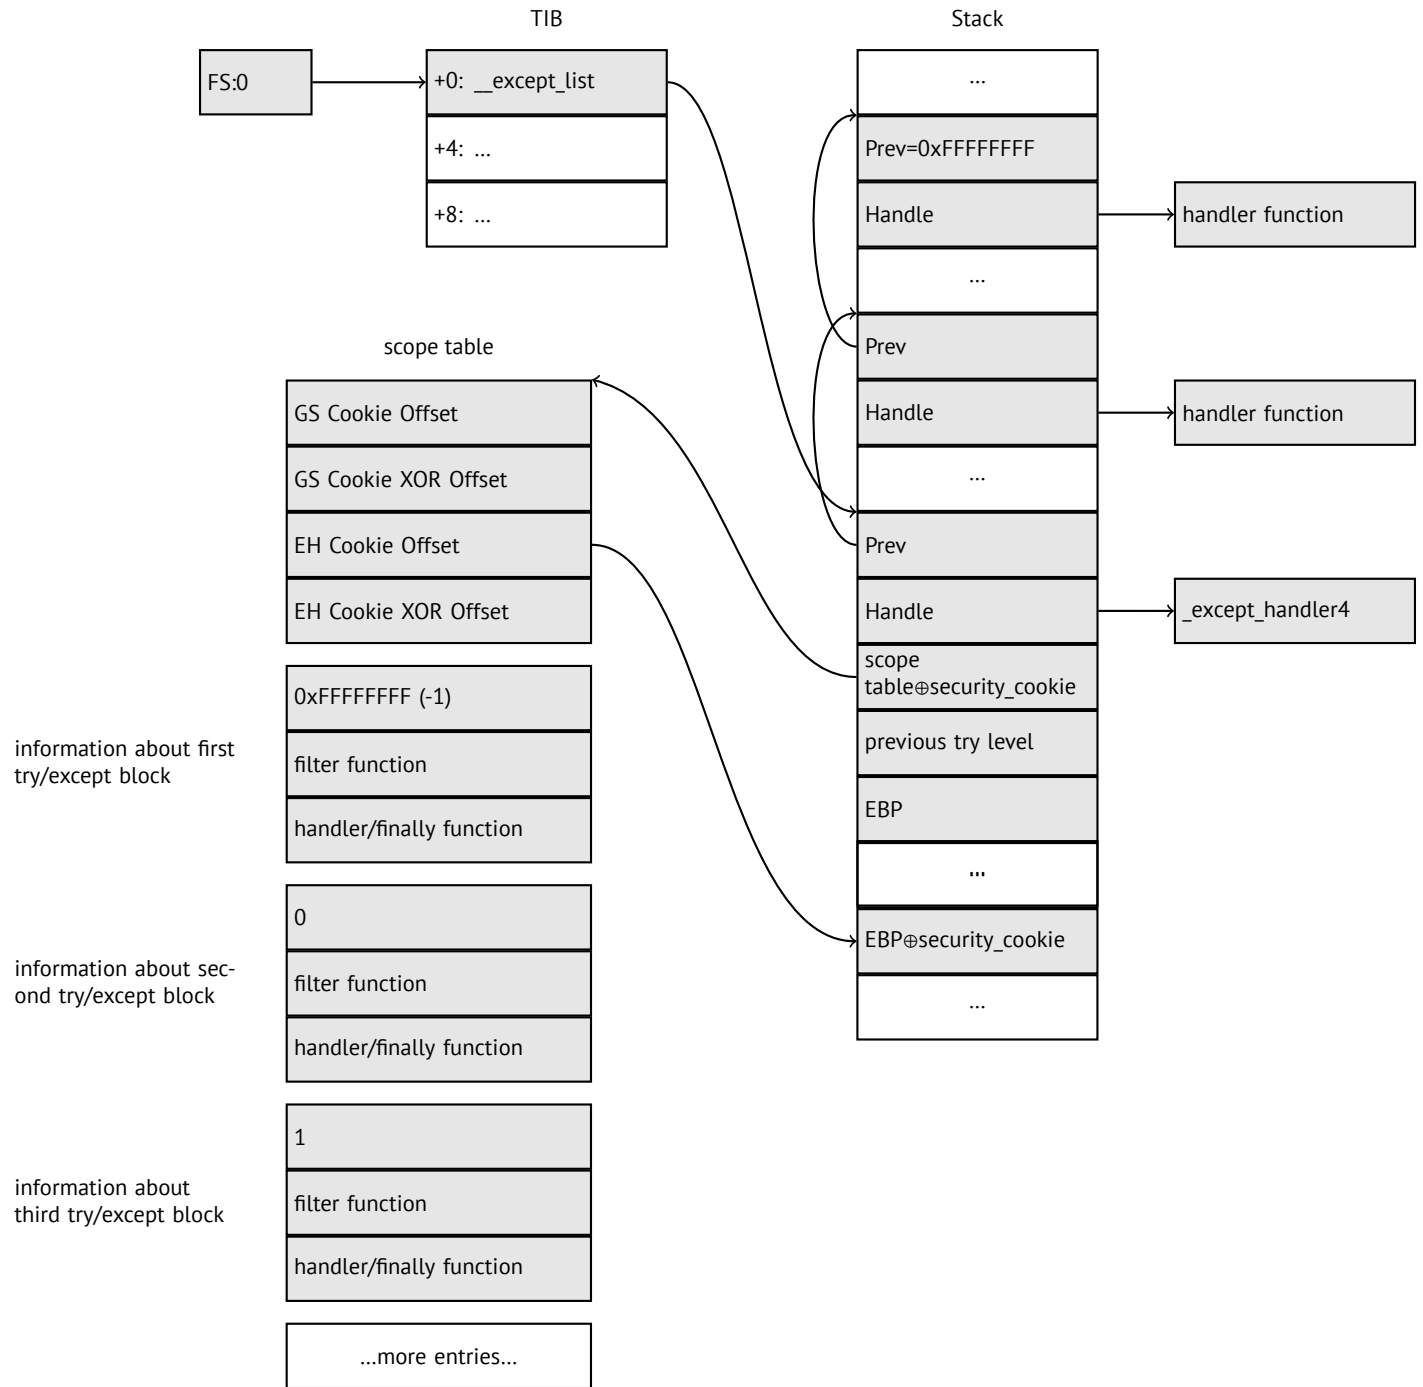 TIB
Stack
FS:0
+0: __except_list
+4: ...
+8: ...
...
Prev=0xFFFFFFFF
Handle
handler function
...
Prev
Handle
handler function
...
Prev
Handle
_except_handler4
scope
table⊕security_cookie
previous try level
EBP
...
EBP⊕security_cookie
...
scope table
GS Cookie Offset
GS Cookie XOR Offset
EH Cookie Offset
EH Cookie XOR Offset
information about first
try/except block
0xFFFFFFFF (-1)
filter function
handler/finally function
information about sec-
ond try/except block
0
filter function
handler/finally function
information about
third try/except block
1
filter function
handler/finally function
...more entries...